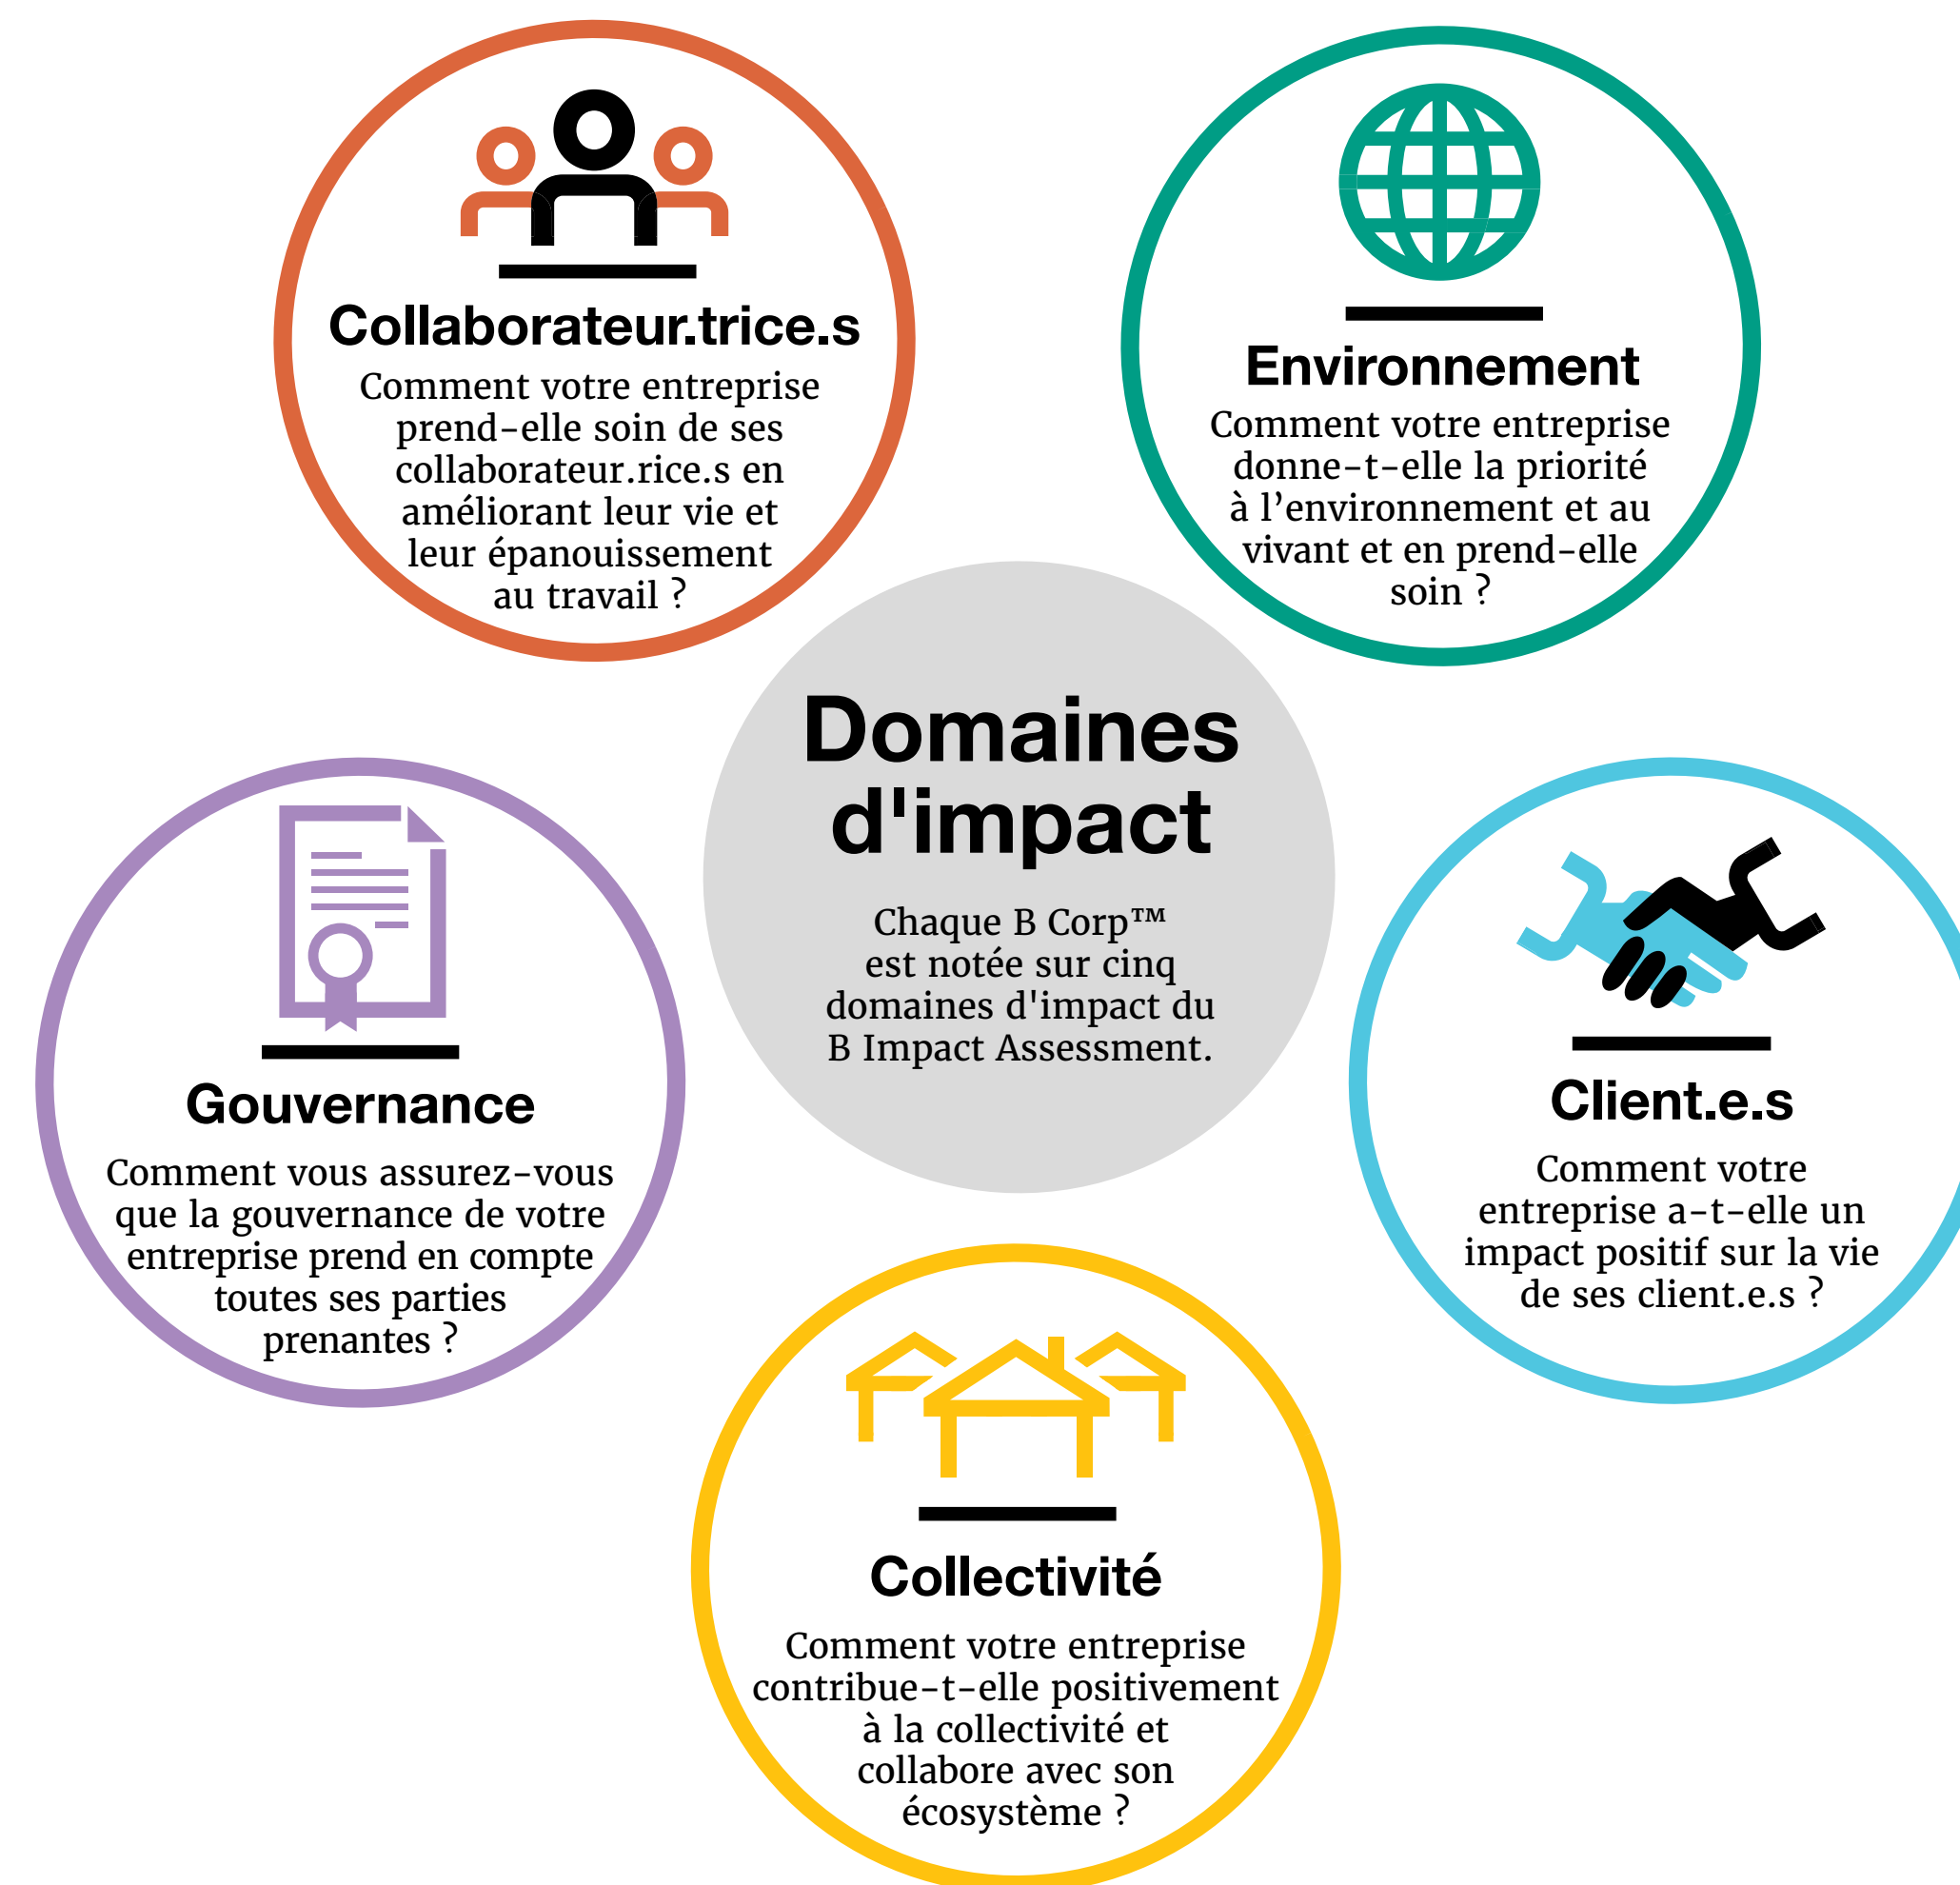 Collaborateur.trice.s
Comment votre entreprise
prend-elle soin de ses
collaborateur.rice.s en
améliorant leur vie et
leur épanouissement
au travail ?
Environnement
Comment votre entreprise
donne-t-elle la priorité
à l’environnement et au
vivant et en prend-elle
soin ?
Domaines
d'impact
Chaque B Corp™
est notée sur cinq
domaines d'impact du
B Impact Assessment.
Gouvernance
Comment vous assurez-vous
que la gouvernance de votre
entreprise prend en compte
toutes ses parties
prenantes ?
Client.e.s
Comment votre
entreprise a-t-elle un
impact positif sur la vie
de ses client.e.s ?
Collectivité
Comment votre entreprise
contribue-t-elle positivement
à la collectivité et
collabore avec son
écosystème ?